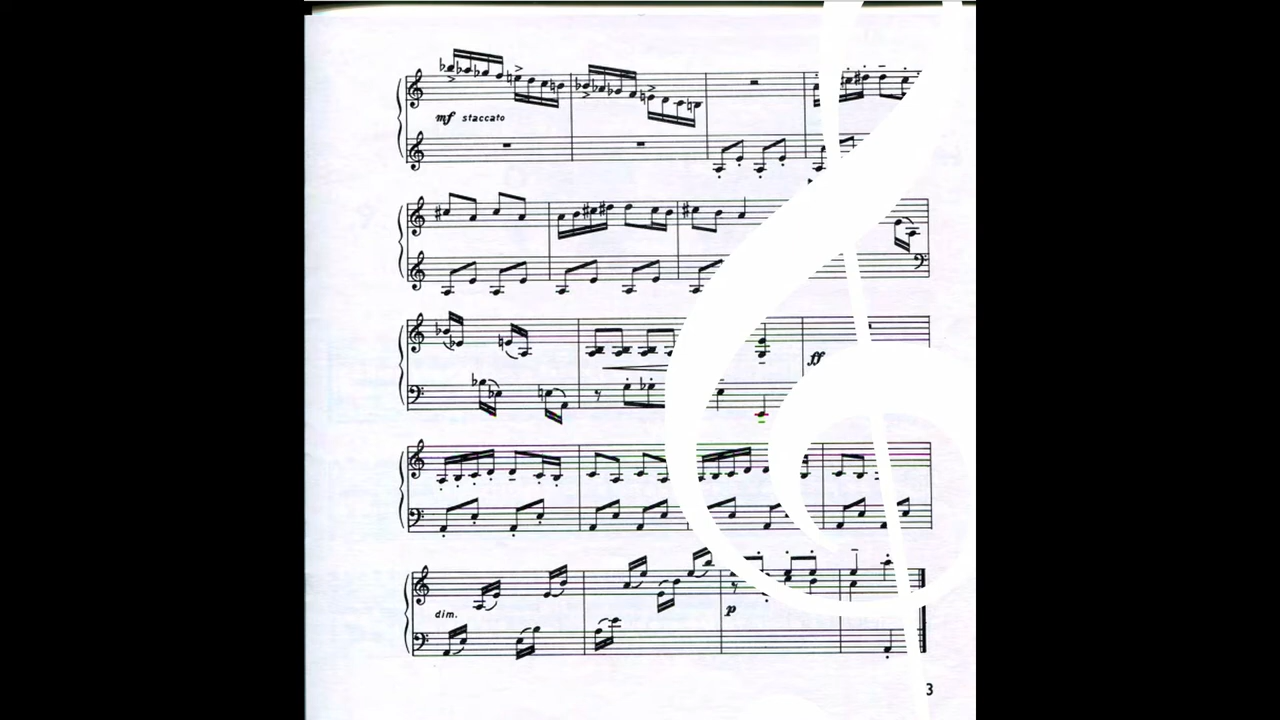 mf staccato
ff
dim.
p
3